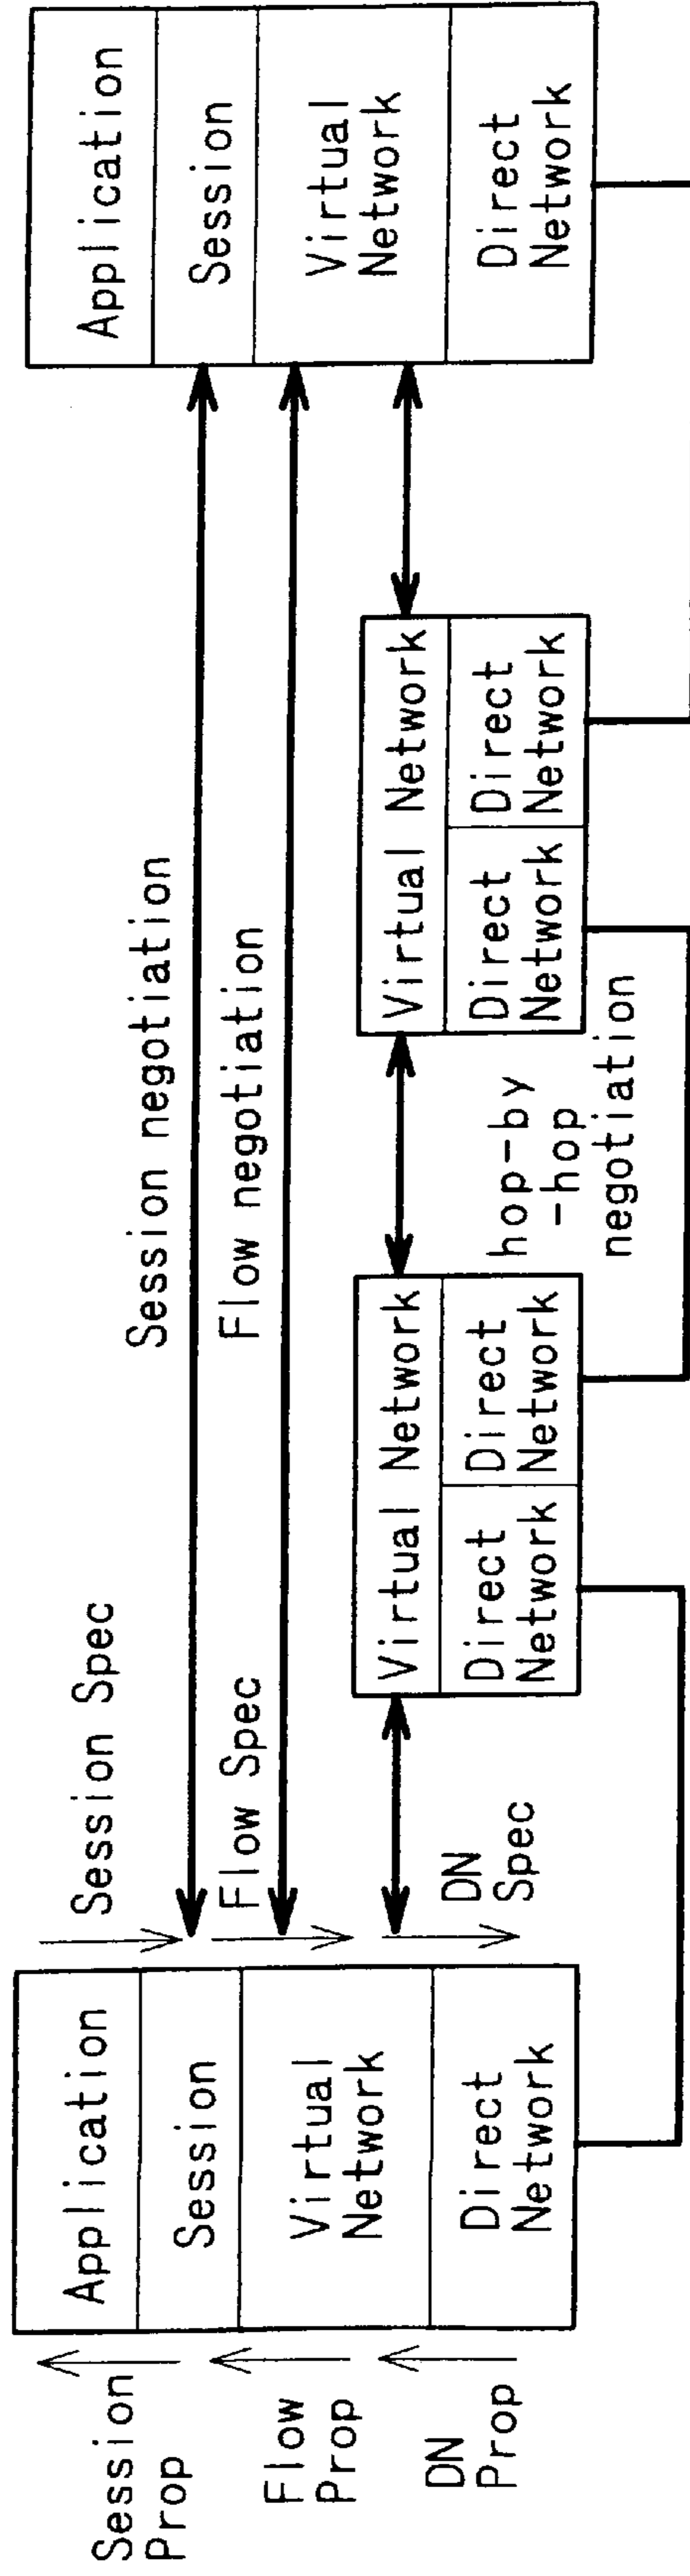 Session
Prop
Flow
Prop
DN
Prop
Application
Session
Virtual
Network
Direct
Network
Session Spec
Flow Spec
DN
Spec
Session negotiation
Flow negotiation
Virtual Network
Direct
Network
Direct
Network
hop-by
-hop
negotiation
Virtual Network
Direct
Network
Direct
Network
Application
Session
Virtual
Network
Direct
Network